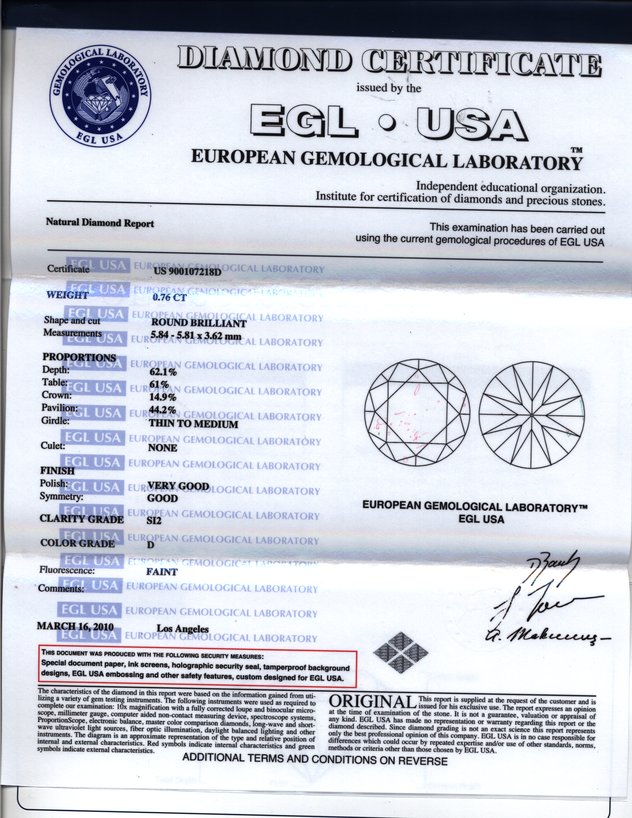 GEMOLOGICAL LABORATORY
EGL USA
DIAMOND CERTIFICATE
issued by the
EGL • USA
EUROPEAN GEMOLOGICAL LABORATORY™
Independent educational organization.
Institute for certification of diamonds and precious stones.
Natural Diamond Report
This examination has been carried out
using the current gemological procedures of EGL USA
Certificate US 900107218D
WEIGHT 0.76 CT
Shape and cut ROUND BRILLIANT
Measurements 5.84 - 5.81 x 3.62 mm
PROPORTIONS
Depth: 62.1%
Table: 61%
Crown: 14.9%
Pavilion: 44.2%
Girdle: THIN TO MEDIUM
Culet: NONE
FINISH
Polish: VERY GOOD
Symmetry: GOOD
CLARITY GRADE SI2
COLOR GRADE D
Fluorescence: FAINT
Comments:
MARCH 16, 2010 Los Angeles
EGL USA EUROPEAN GEMOLOGICAL LABORATORY
EUROPEAN GEMOLOGICAL LABORATORY™
EGL USA
THIS DOCUMENT WAS PRODUCED WITH THE FOLLOWING SECURITY MEASURES:
Special document paper, ink screens, holographic security seal, tamperproof background
designs, EGL USA embossing and other safety features, custom designed for EGL USA.
The characteristics of the diamond in this report were based on the information gained from uti-
lizing a variety of gem testing instruments. The following instruments were used as required to
complete our examination: 10x magnification with a fully corrected loupe and binocular micro-
scope, millimeter gauge, computer aided non-contact measuring device, spectroscope systems,
ProportionScope, electronic balance, master color comparison diamonds, long-wave and short-
wave ultraviolet light sources, fiber optic illumination, daylight balanced lighting and other
instruments. The diagram is an approximate representation of the type and relative position of
internal and external characteristics. Red symbols indicate internal characteristics and green
symbols indicate external characteristics.
ORIGINAL This report is supplied at the request of the customer and is
issued for his exclusive use. The report expresses an opinion
at the time of examination of the stone. It is not a guarantee, valuation or appraisal of
any kind. EGL USA has made no representation or warranty regarding this report or the
diamond described. Since diamond grading is not an exact science this report represents
only the best professional opinion of this company. EGL USA is in no case responsible for
differences which could occur by repeated expertise and/or use of other standards, norms,
methods or criteria other than those chosen by EGL USA.
ADDITIONAL TERMS AND CONDITIONS ON REVERSE